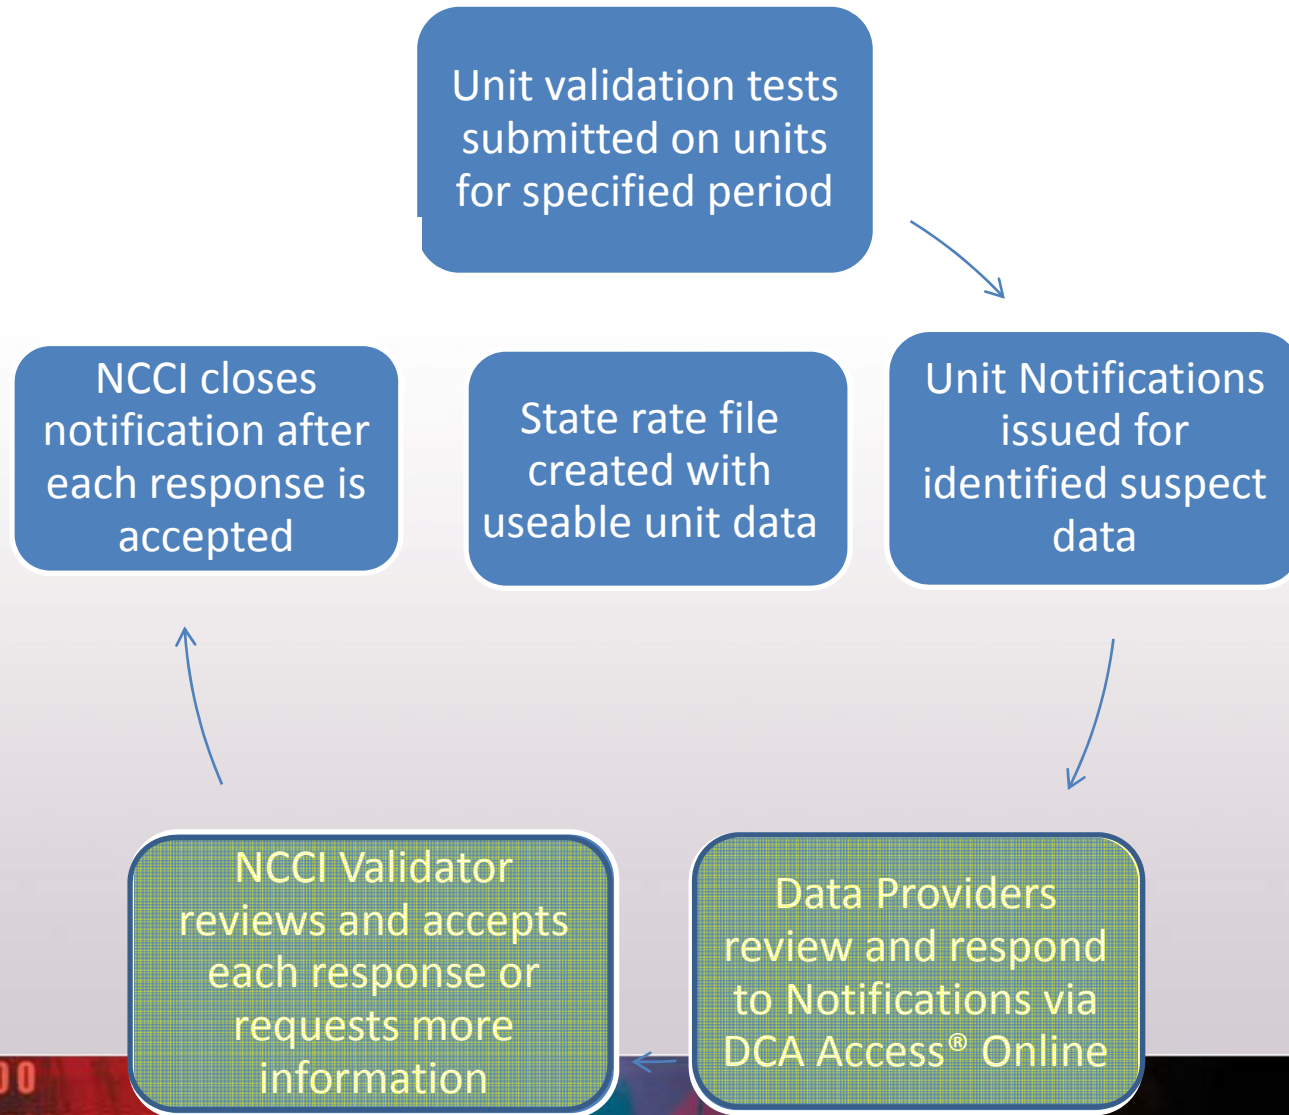 Unit validation tests
submitted on units
for specified period
NCCI closes
notification after
each response is
accepted
State rate file
created with
useable unit data
Unit Notifications
issued for
identified suspect
data
NCCI Validator
reviews and accepts
each response or
requests more
information
Data Providers
review and respond
to Notifications via
DCA Access® Online
00